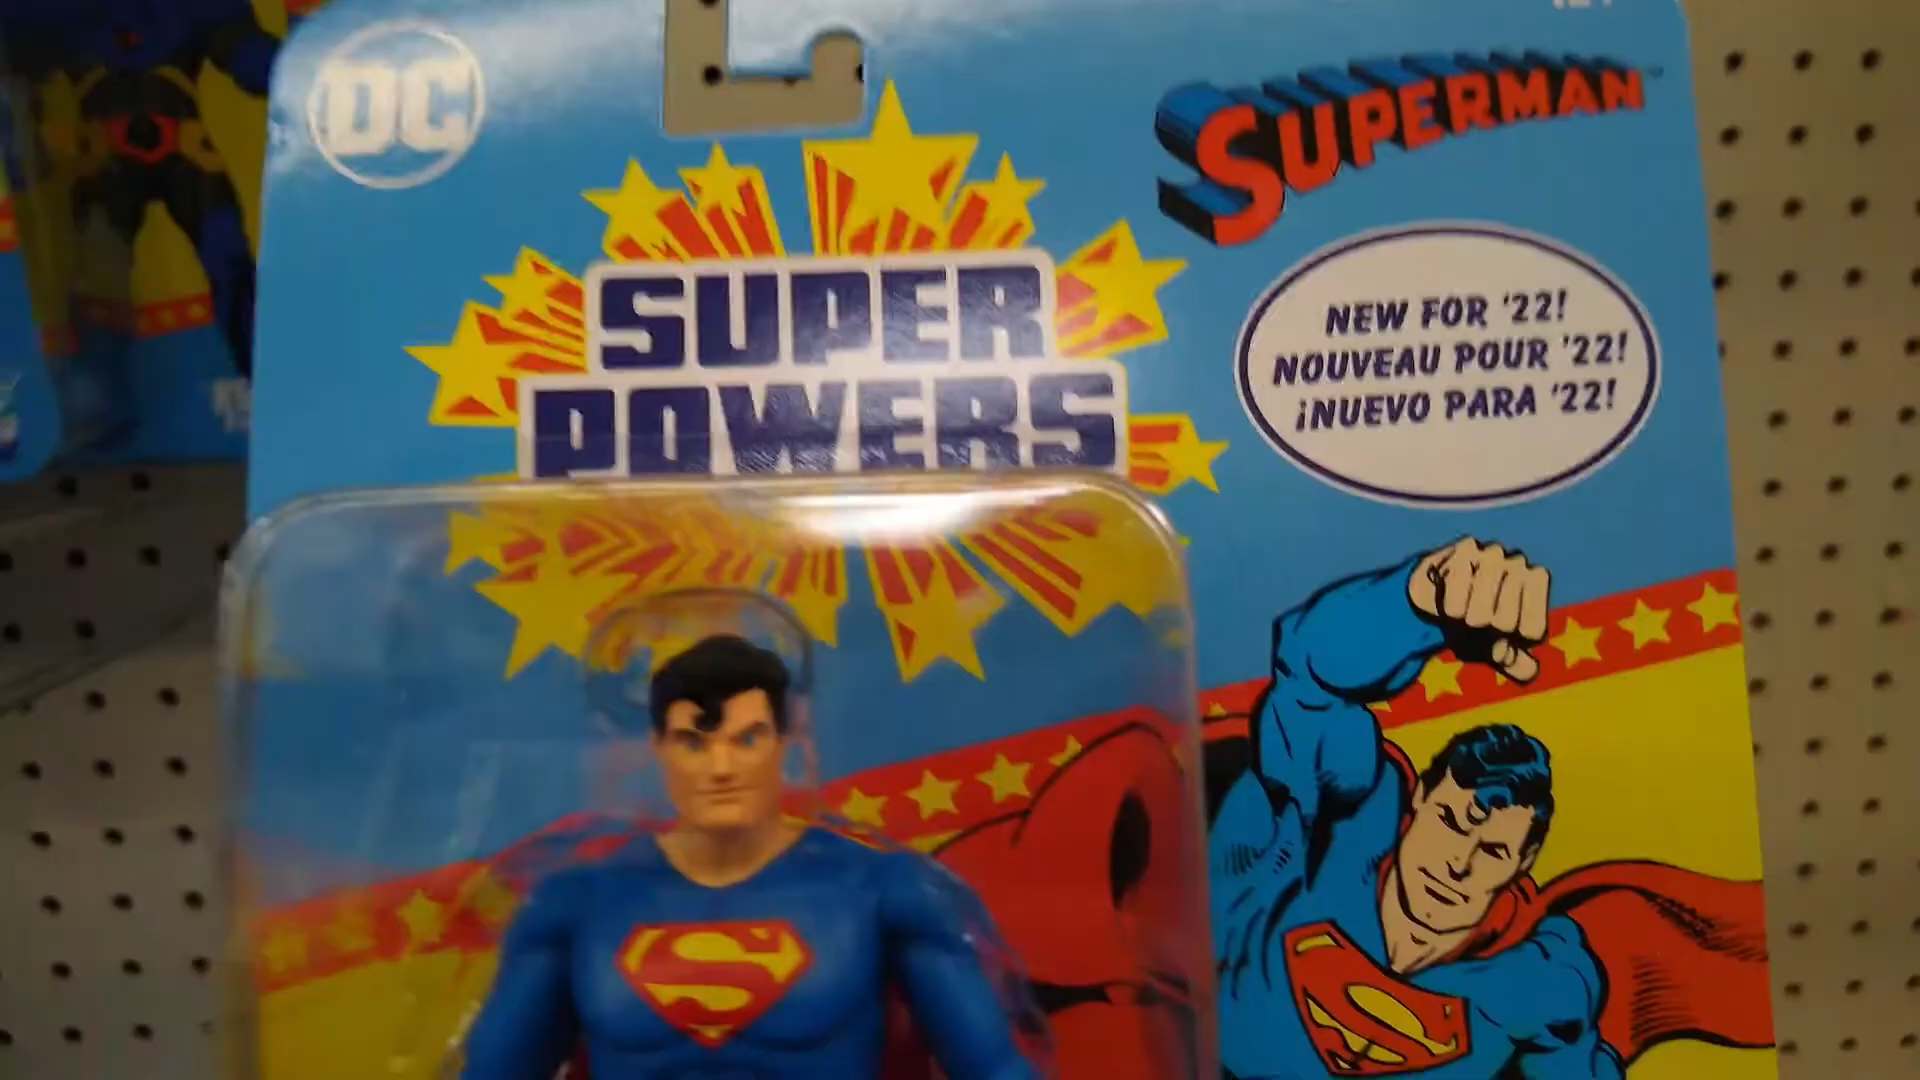 DC
SUPERMAN
SUPER
POWERS
NEW FOR '22!
NOUVEAU POUR '22!
¡NUEVO PARA '22!